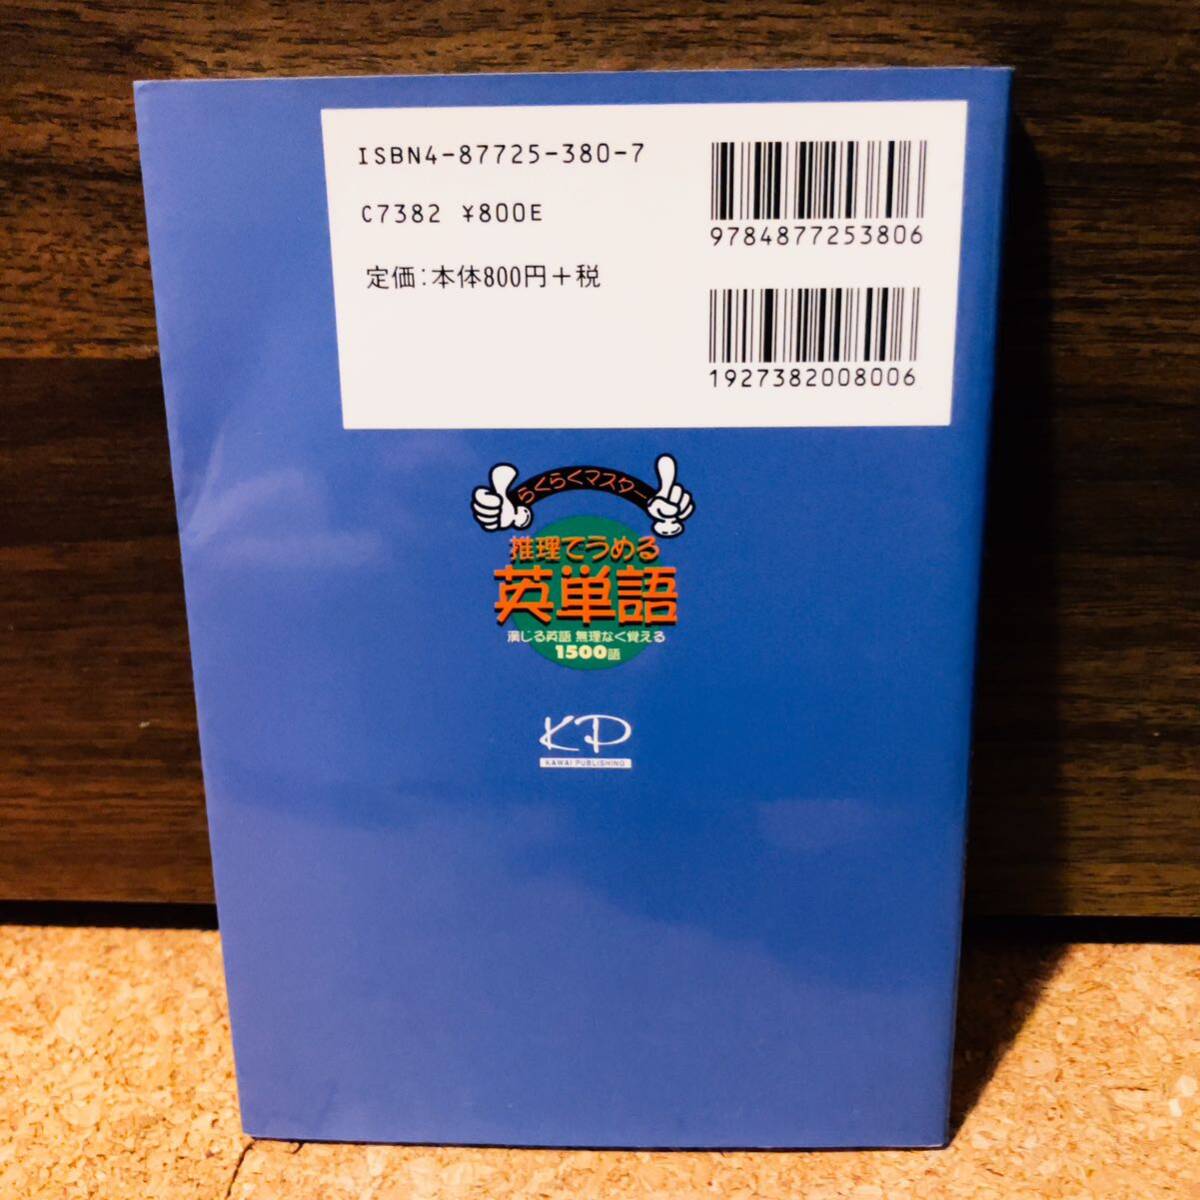 ISBN4-87725-380-7
C7382 ¥800E
定価:本体800円+税
9784877253806
1927382008006
らくらくマスター
推理でうめる
英単語
演じる英語 無理なく覚える
1500語
KP
KAWAI PUBLISHING